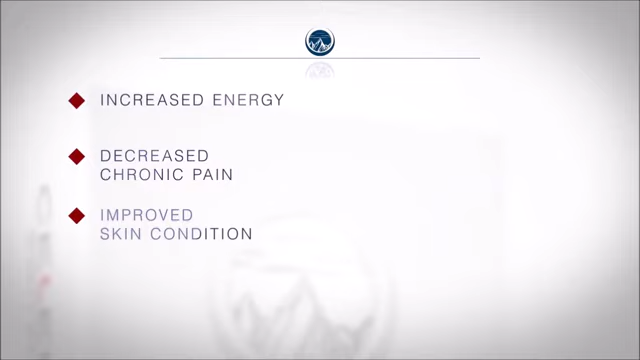 INCREASED ENERGY
DECREASED
CHRONIC PAIN
IMPROVED
SKIN CONDITION